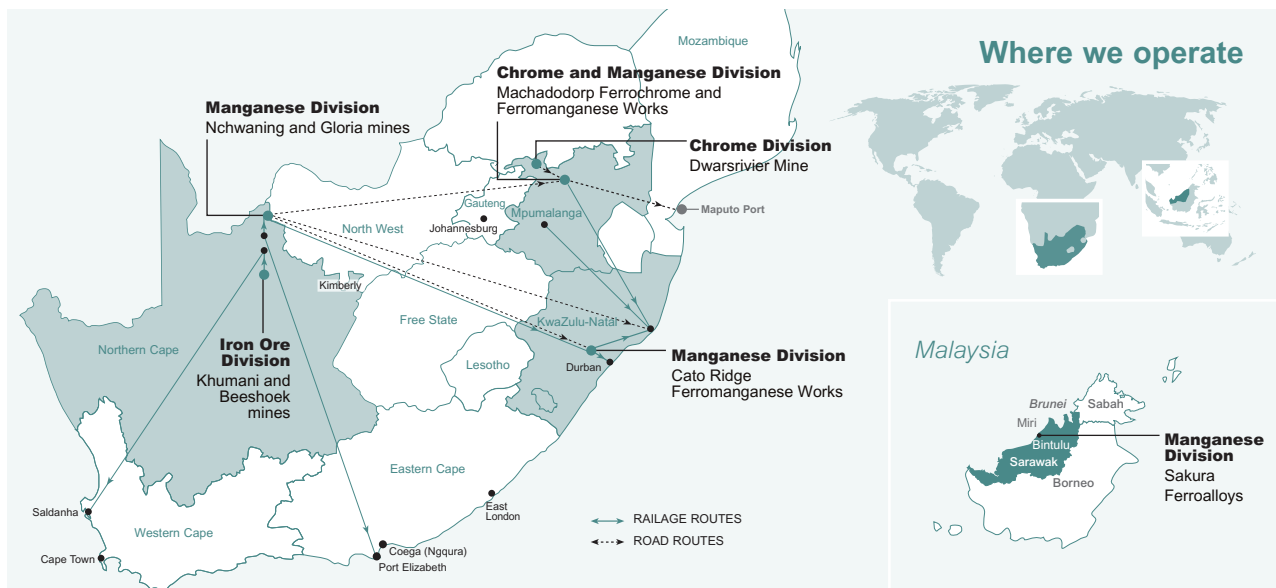 Where we operate
Mozambique
Chrome and Manganese Division
Machadodorp Ferrochrome and
Ferromanganese Works
Manganese Division
Nchwaning and Gloria mines
Chrome Division
Dwarsrivier Mine
Gauteng
Mpumalanga
Maputo Port
Johannesburg
North West
Kimberly
Free State
KwaZulu-Natal
Northern Cape
Iron Ore
Division
Khumani and
Beeshoek
mines
Lesotho
Durban
Manganese Division
Cato Ridge
Ferromanganese Works
Eastern Cape
East
London
Saldanha
Western Cape
Cape Town
Coega (Ngqura)
Port Elizabeth
RAILAGE ROUTES
ROAD ROUTES
Malaysia
Brunei
Sabah
Miri
Bintulu
Sarawak
Borneo
Manganese
Division
Sakura
Ferroalloys